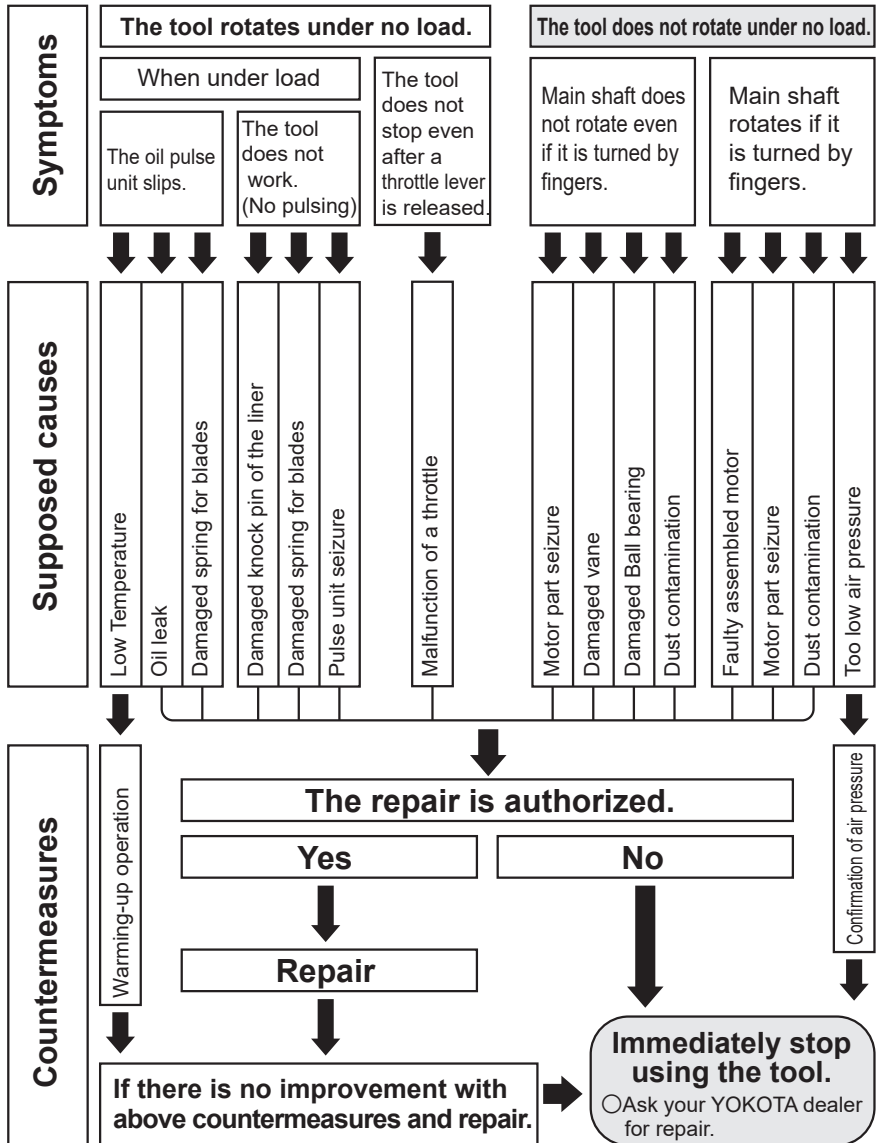 Symptoms
The tool rotates under no load.
The tool does not rotate under no load.
When under load
The oil pulse
unit slips.
The tool
does not
work.
(No pulsing)
The tool
does not
stop even
after a
throttle lever
is released.
Main shaft does
not rotate even
if it is turned by
fingers.
Main shaft
rotates if it
is turned by
fingers.
Supposed causes
Low Temperature
Oil leak
Damaged spring for blades
Damaged knock pin of the liner
Damaged spring for blades
Pulse unit seizure
Malfunction of a throttle
Motor part seizure
Damaged vane
Damaged Ball bearing
Dust contamination
Faulty assembled motor
Motor part seizure
Dust contamination
Too low air pressure
Countermeasures
Warming-up operation
The repair is authorized.
Yes
No
Repair
Confirmation of air pressure
If there is no improvement with
above countermeasures and repair.
Immediately stop
using the tool.
○Ask your YOKOTA dealer
for repair.